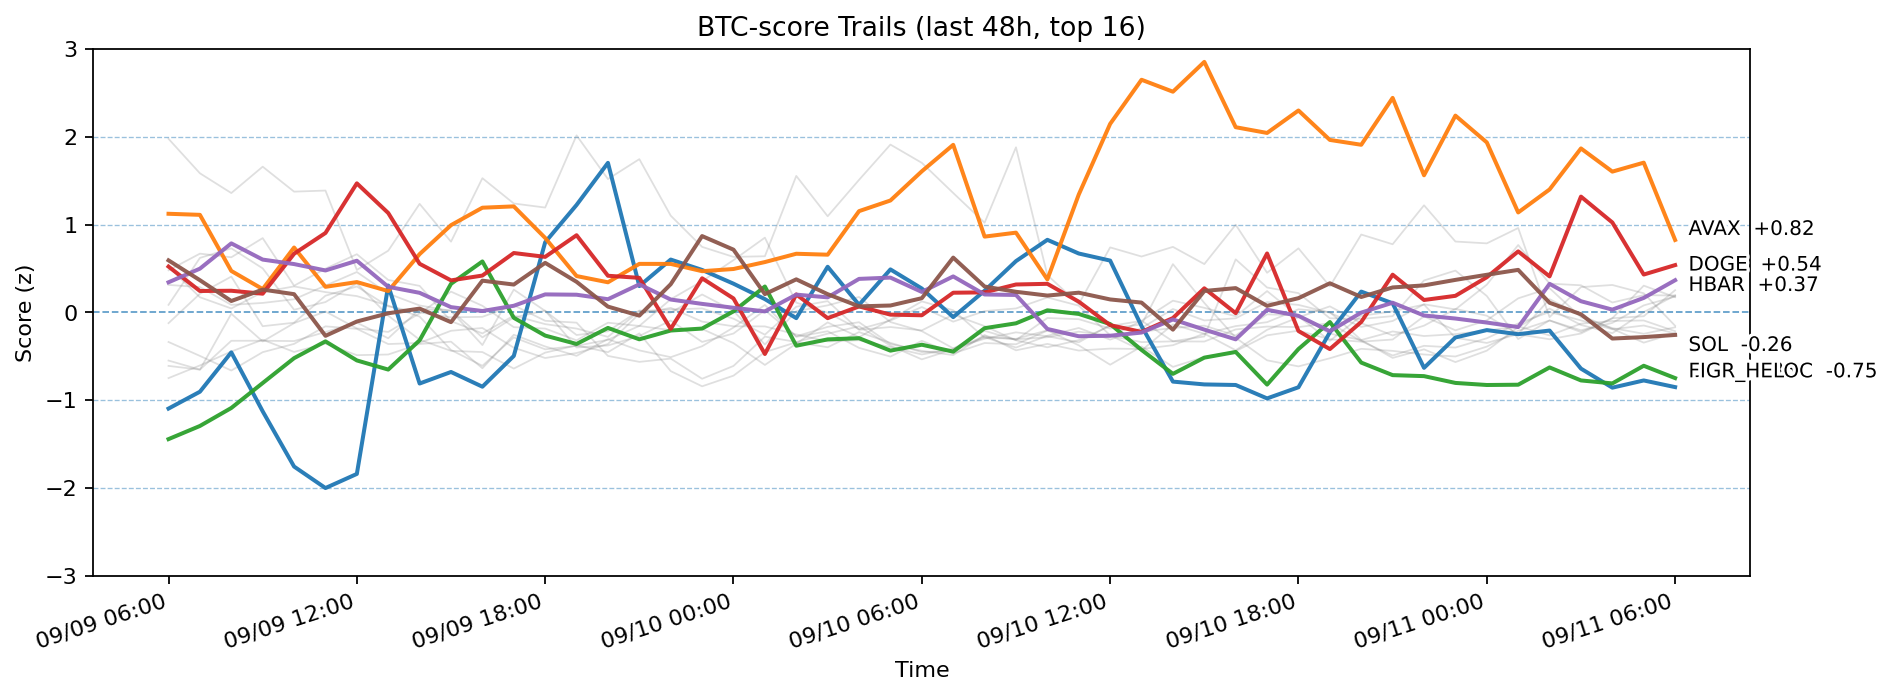 BTC-score Trails (last 48h, top 16)
Score (z)
3
2
1
0
−1
−2
−3
AVAX +0.82
DOGE +0.54
HBAR +0.37
SOL -0.26
FIGR_HELOC -0.75
09/09 06:00
09/09 12:00
09/09 18:00
09/10 00:00
09/10 06:00
09/10 12:00
09/10 18:00
09/11 00:00
09/11 06:00
Time